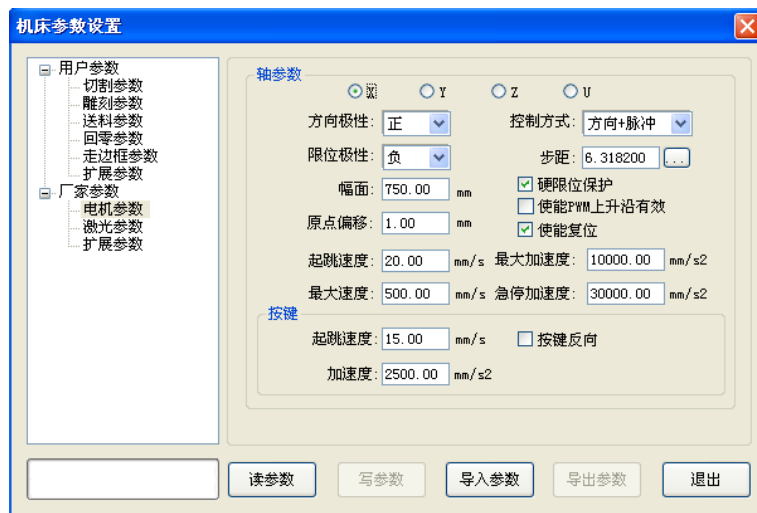 机床参数设置
用户参数
切割参数
雕刻参数
送料参数
回零参数
走边框参数
扩展参数
厂家参数
电机参数
激光参数
扩展参数
轴参数
X Y Z U
方向极性: 正 控制方式: 方向+脉冲
限位极性: 负 步距: 6.318200 ...
幅面: 750.00 mm 硬限位保护
使能PWM上升沿有效
原点偏移: 1.00 mm 使能复位
起跳速度: 20.00 mm/s 最大加速度: 10000.00 mm/s2
最大速度: 500.00 mm/s 急停加速度: 30000.00 mm/s2
按键
起跳速度: 15.00 mm/s 按键反向
加速度: 2500.00 mm/s2
读参数 写参数 导入参数 导出参数 退出